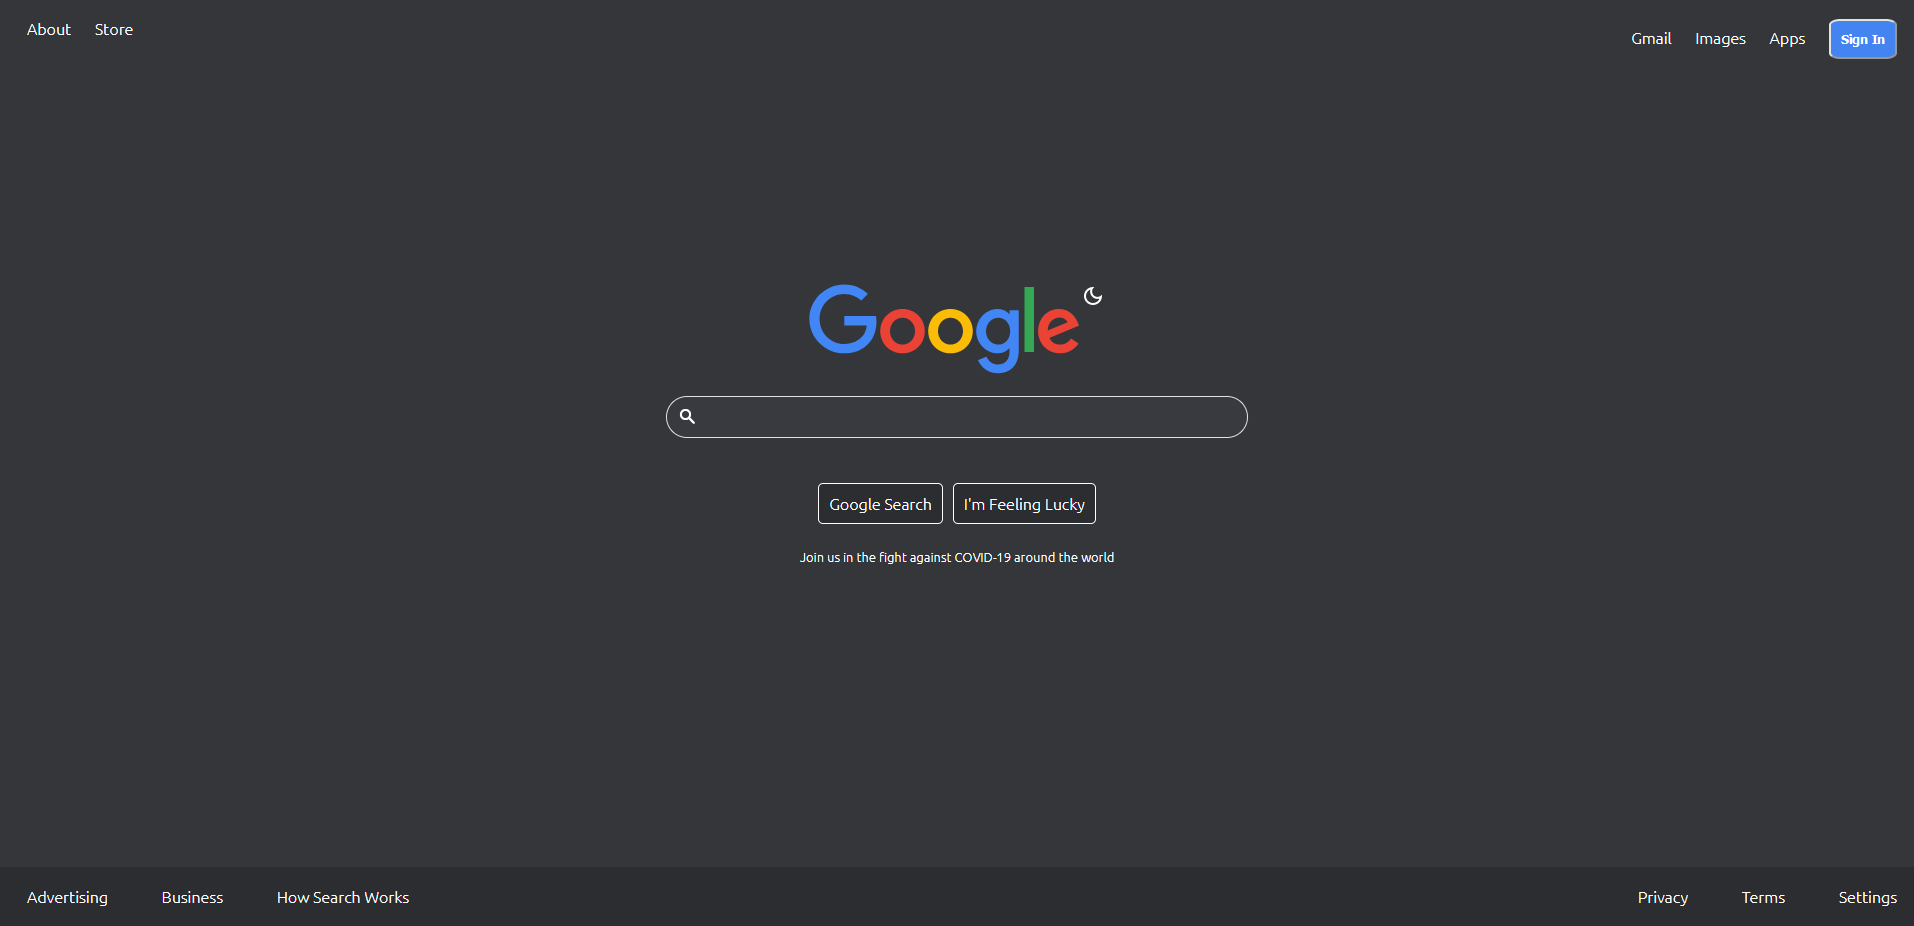 About Store
Gmail Images Apps Sign In
Google
Google Search I'm Feeling Lucky
Join us in the fight against COVID-19 around the world
Advertising Business How Search Works Privacy Terms Settings